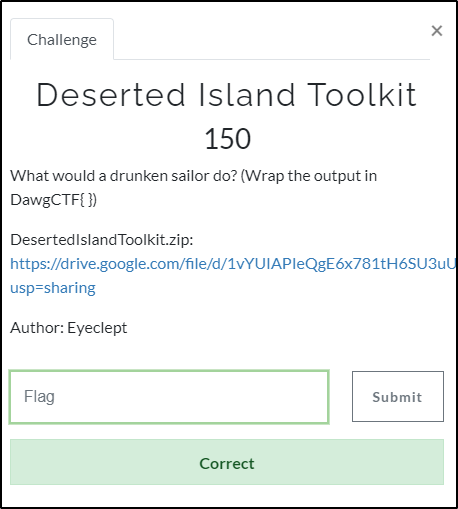 Challenge
×
Deserted Island Toolkit
150
What would a drunken sailor do? (Wrap the output in
DawgCTF{ })
DesertedIslandToolkit.zip:
https://drive.google.com/file/d/1vYUIAPIeQgE6x781tH6SU3uU
usp=sharing
Author: Eyeclept
Flag
Submit
Correct